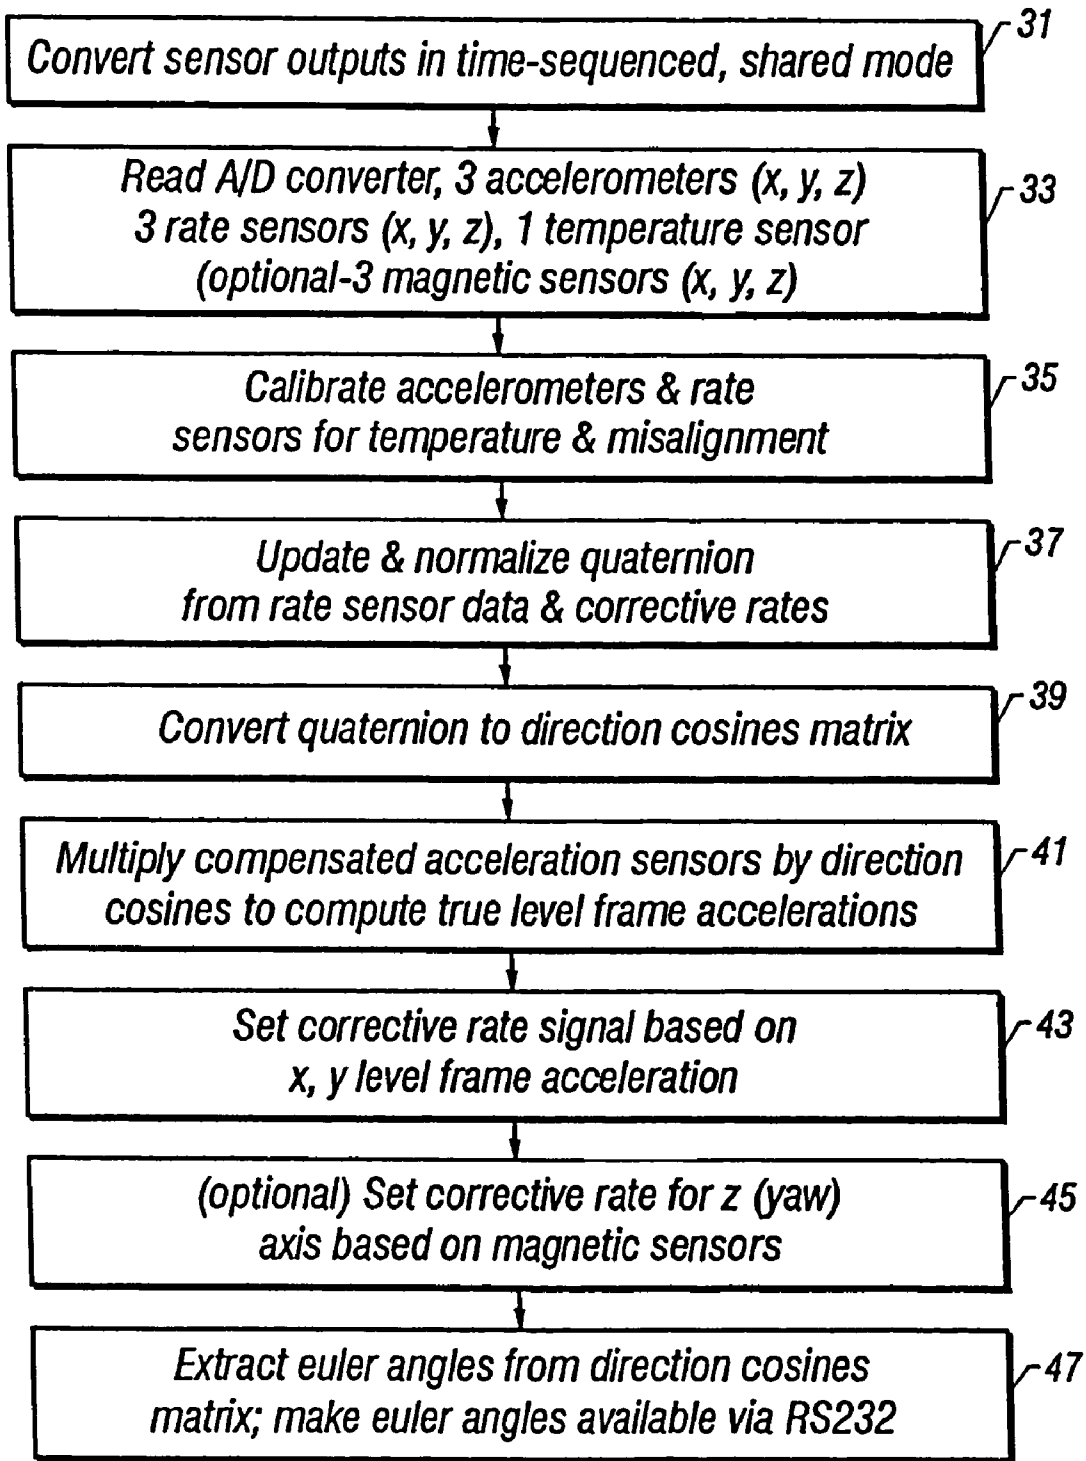 31
Convert sensor outputs in time-sequenced, shared mode
33
Read A/D converter, 3 accelerometers (x, y, z)
3 rate sensors (x, y, z), 1 temperature sensor
(optional-3 magnetic sensors (x, y, z)
35
Calibrate accelerometers & rate
sensors for temperature & misalignment
37
Update & normalize quaternion
from rate sensor data & corrective rates
39
Convert quaternion to direction cosines matrix
41
Multiply compensated acceleration sensors by direction
cosines to compute true level frame accelerations
43
Set corrective rate signal based on
x, y level frame acceleration
45
(optional) Set corrective rate for z (yaw)
axis based on magnetic sensors
47
Extract euler angles from direction cosines
matrix; make euler angles available via RS232